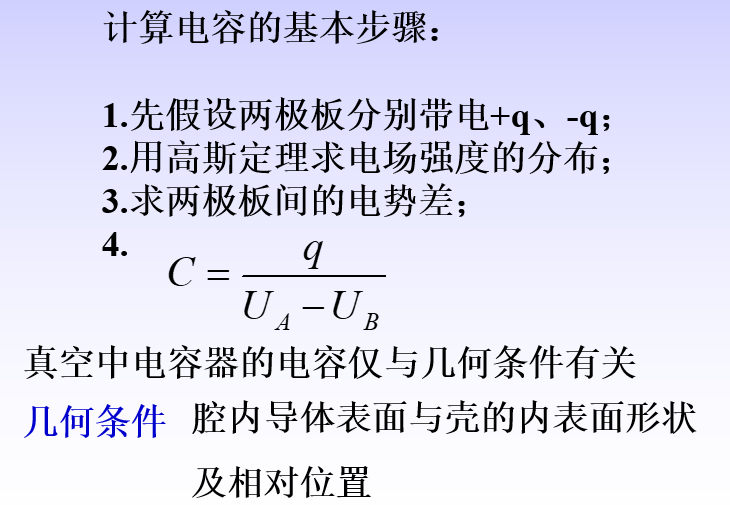 计算电容的基本步骤：
1.先假设两极板分别带电+q、-q；
2.用高斯定理求电场强度的分布；
3.求两极板间的电势差；
4. C = q / (U_A − U_B)
真空中电容器的电容仅与几何条件有关
几何条件 腔内导体表面与壳的内表面形状
及相对位置